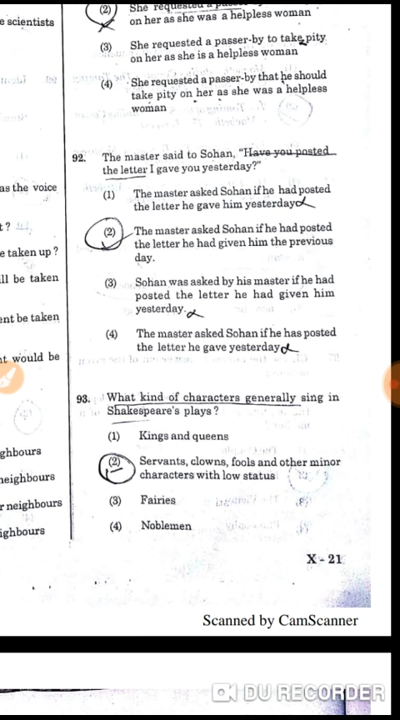 (2) She requested a
on her as she was a helpless woman
(3) She requested a passer-by to take pity
on her as she is a helpless woman
(4) She requested a passer-by that he should
take pity on her as she was a helpless
woman
92. The master said to Sohan, "Have you posted
the letter I gave you yesterday?"
(1) The master asked Sohan if he had posted
the letter he gave him yesterday
(2) The master asked Sohan if he had posted
the letter he had given him the previous
day.
(3) Sohan was asked by his master if he had
posted the letter he had given him
yesterday.
(4) The master asked Sohan if he has posted
the letter he gave yesterday
93. What kind of characters generally sing in
Shakespeare's plays ?
(1) Kings and queens
(2) Servants, clowns, fools and other minor
characters with low status
(3) Fairies
(4) Noblemen
X - 21
e scientists
as the voice
t ?
e taken up ?
ll be taken
ent be taken
t would be
ghbours
neighbours
r neighbours
ighbours
Scanned by CamScanner
DU RECORDER